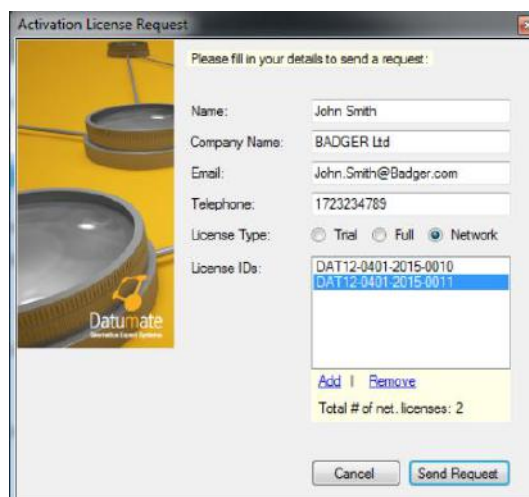 Activation License Request
Please fill in your details to send a request:
Name: John Smith
Company Name: BADGER Ltd
Email: John.Smith@Badger.com
Telephone: 1723234789
License Type: Trial Full Network
License IDs: DAT12-0401-2015-0010
DAT12-0401-2015-0011
Datumate
Add | Remove
Total # of net. licenses: 2
Cancel Send Request